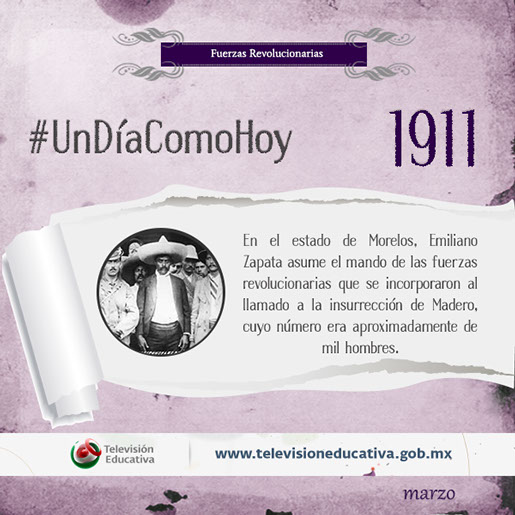 Fuerzas Revolucionarias
#UnDíaComoHoy
1911
En el estado de Morelos, Emiliano
Zapata asume el mando de las fuerzas
revolucionarias que se incorporaron al
llamado a la insurrección de Madero,
cuyo número era aproximadamente de
mil hombres.
Televisión
Educativa
www.televisioneducativa.gob.mx
marzo